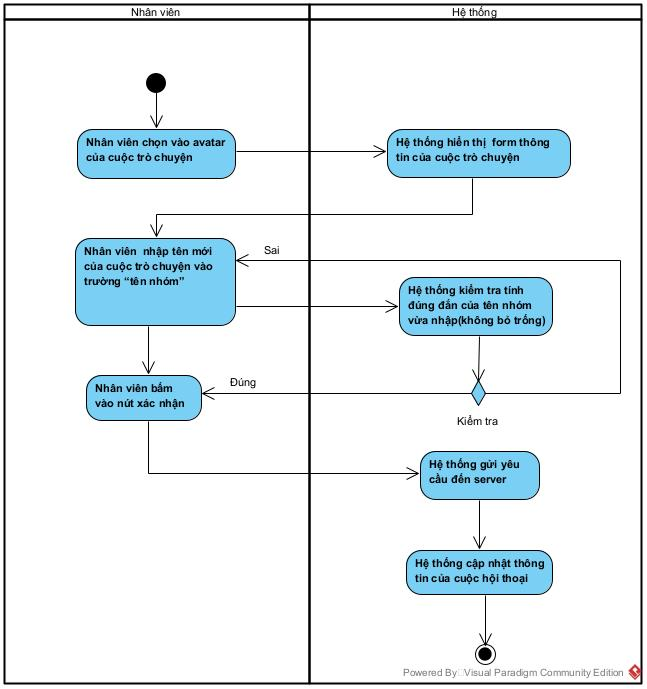 Nhân viên
Hệ thống
Nhân viên chọn vào avatar
của cuộc trò chuyện
Hệ thống hiển thị form thông
tin của cuộc trò chuyện
Nhân viên nhập tên mới
của cuộc trò chuyện vào
trường “tên nhóm”
Sai
Hệ thống kiểm tra tính
đúng đắn của tên nhóm
vừa nhập(không bỏ trống)
Nhân viên bấm
vào nút xác nhận
Đúng
Kiểm tra
Hệ thống gửi yêu
cầu đến server
Hệ thống cập nhật thông
tin của cuộc hội thoại
Powered By Visual Paradigm Community Edition